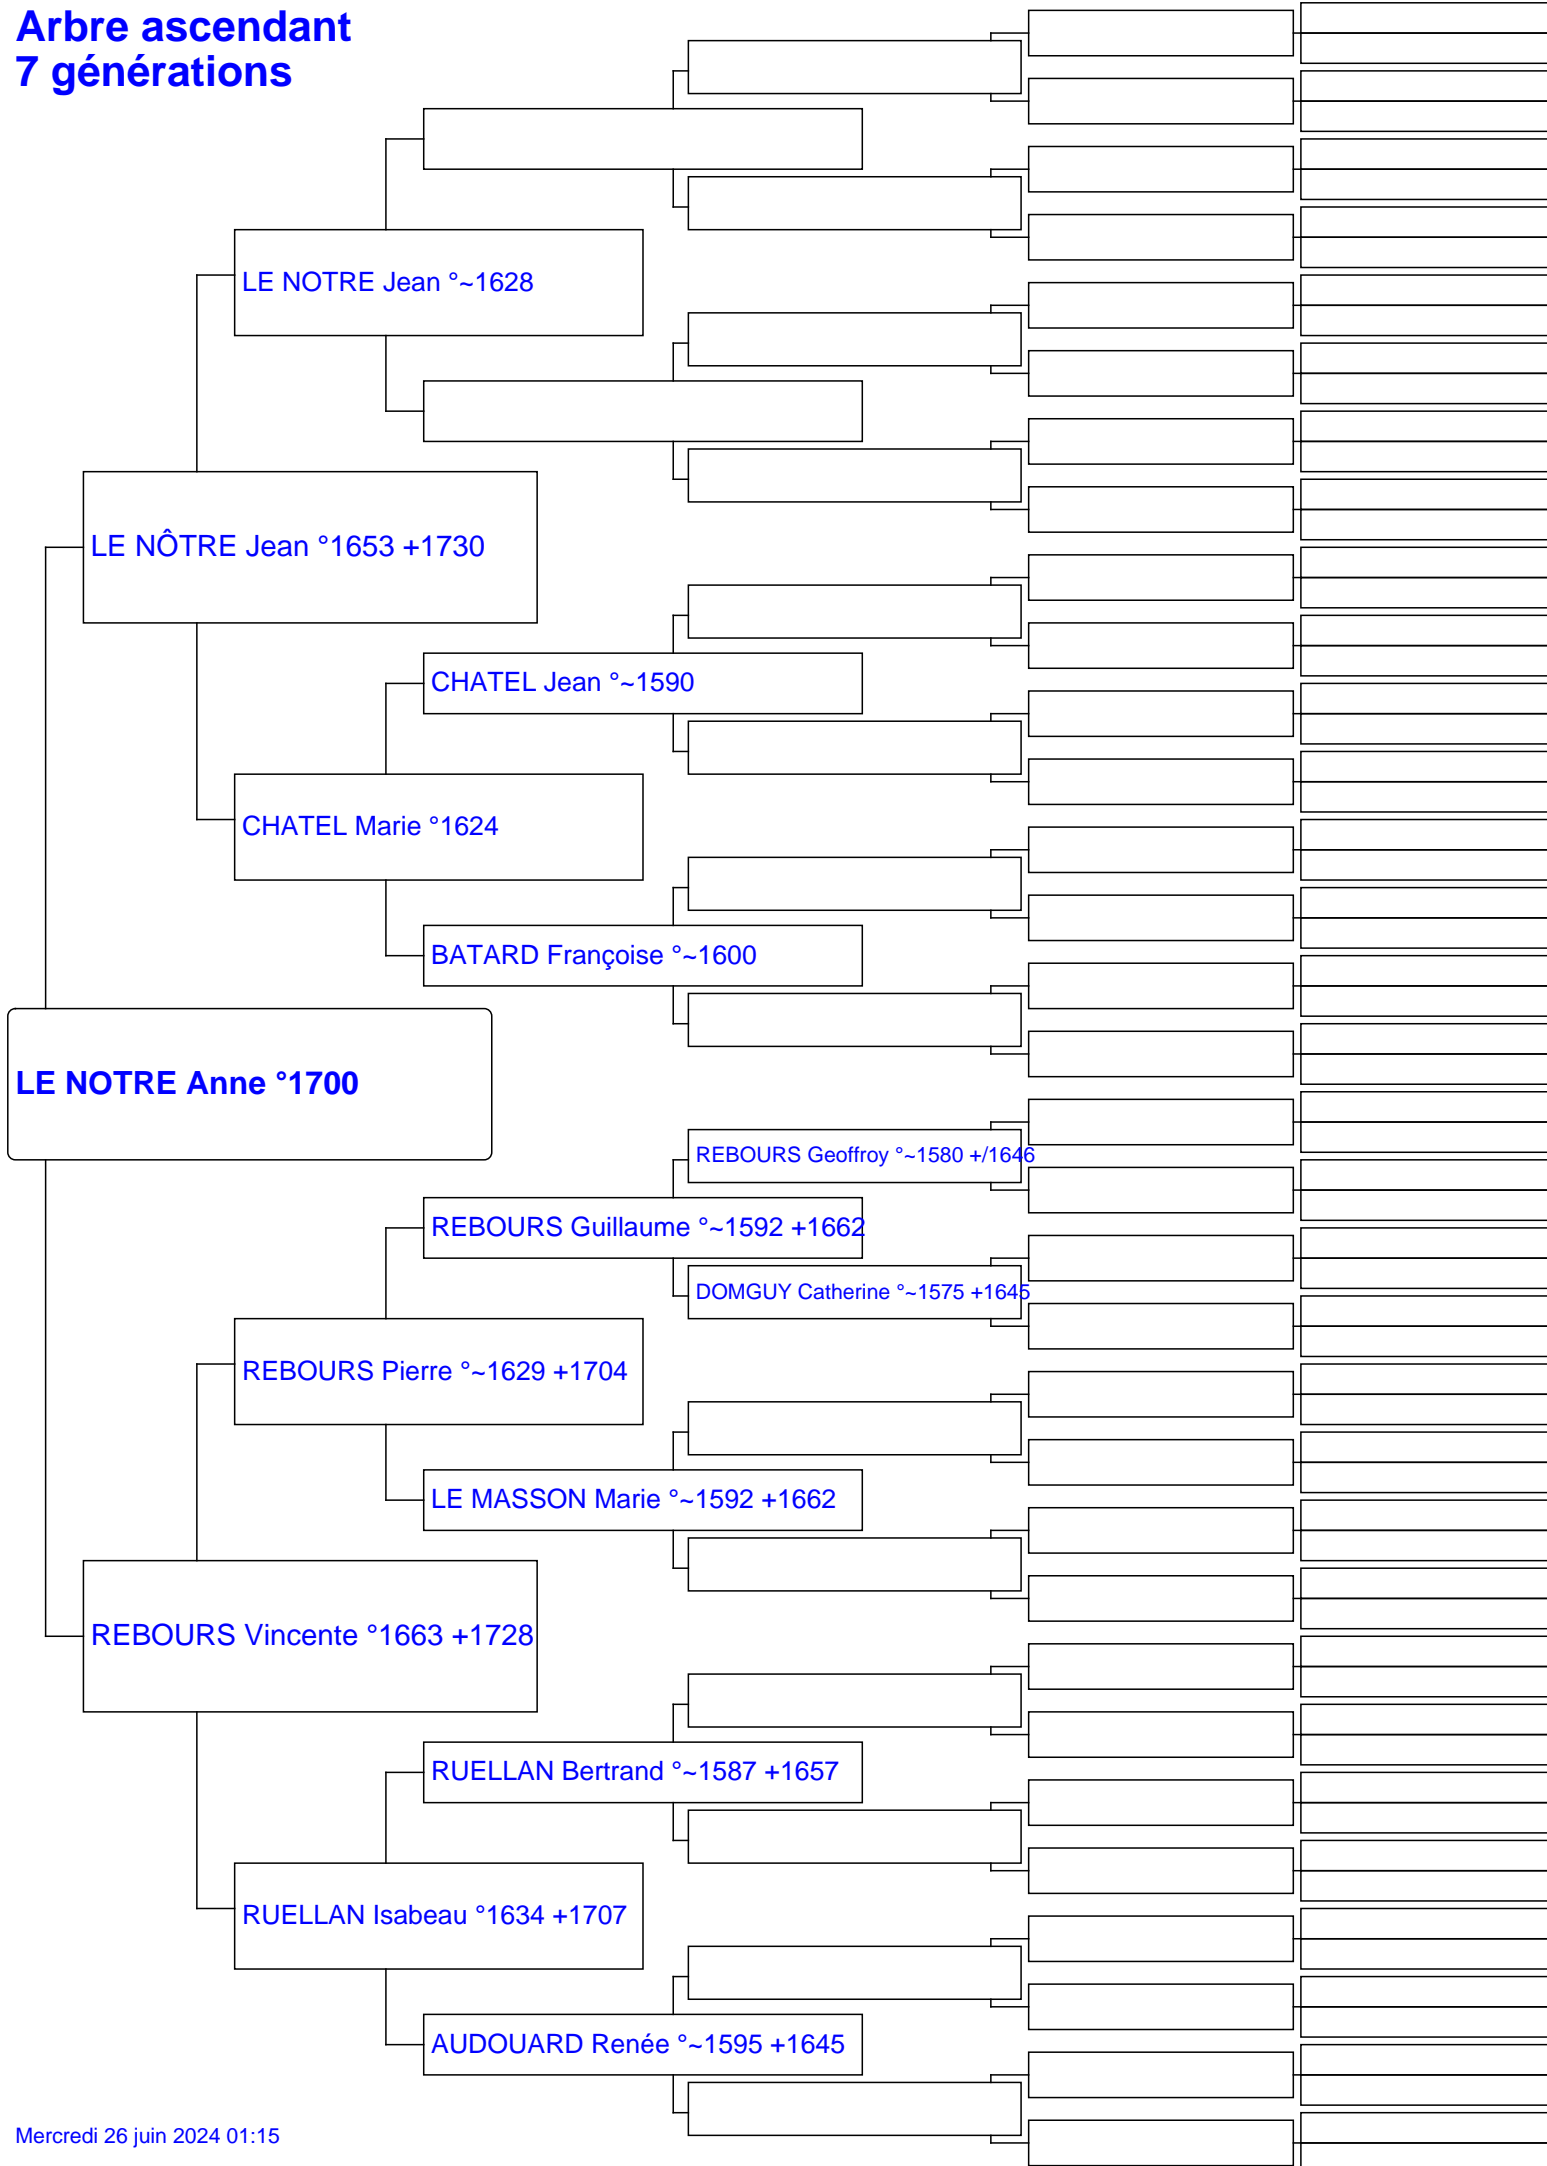 Arbre ascendant
7 générations
LE NOTRE Jean °~1628
LE NÔTRE Jean °1653 +1730
CHATEL Jean °~1590
CHATEL Marie °1624
BATARD Françoise °~1600
LE NOTRE Anne °1700
REBOURS Geoffroy °~1580 +/1646
REBOURS Guillaume °~1592 +1662
DOMGUY Catherine °~1575 +1645
REBOURS Pierre °~1629 +1704
LE MASSON Marie °~1592 +1662
REBOURS Vincente °1663 +1728
RUELLAN Bertrand °~1587 +1657
RUELLAN Isabeau °1634 +1707
AUDOUARD Renée °~1595 +1645
Mercredi 26 juin 2024 01:15